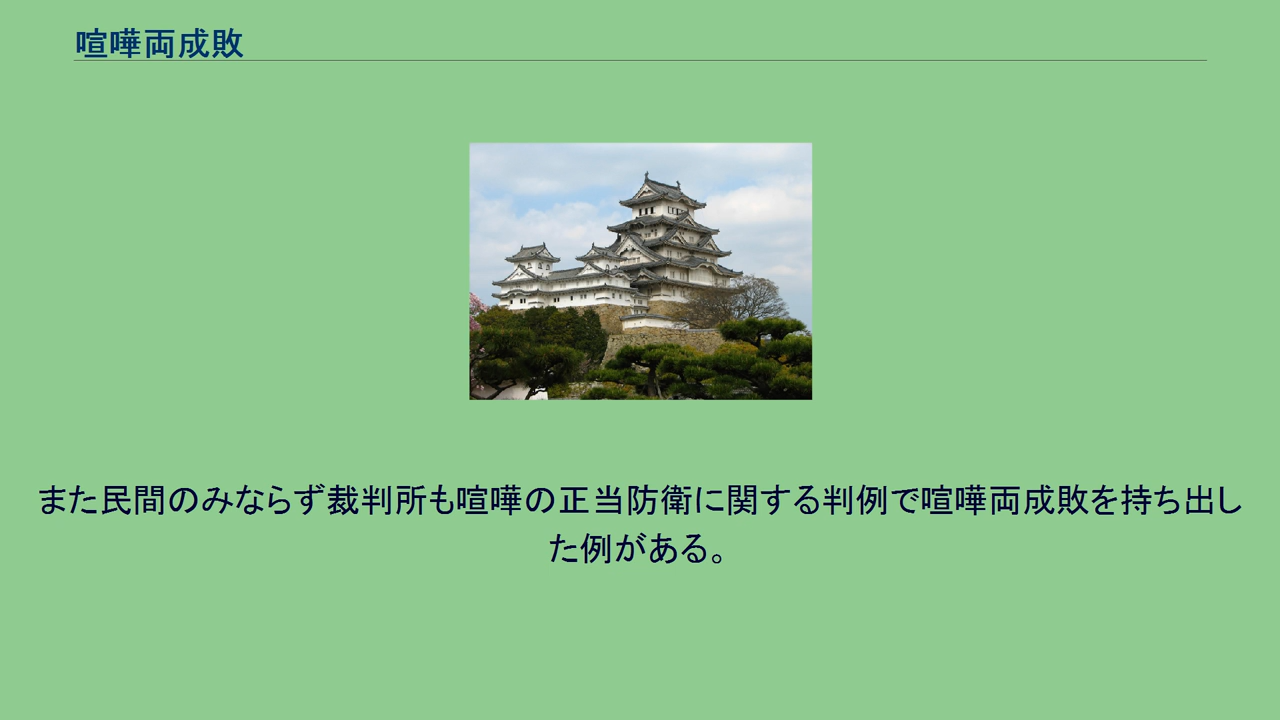 喧嘩両成敗
また民間のみならず裁判所も喧嘩の正当防衛に関する判例で喧嘩両成敗を持ち出し
た例がある。